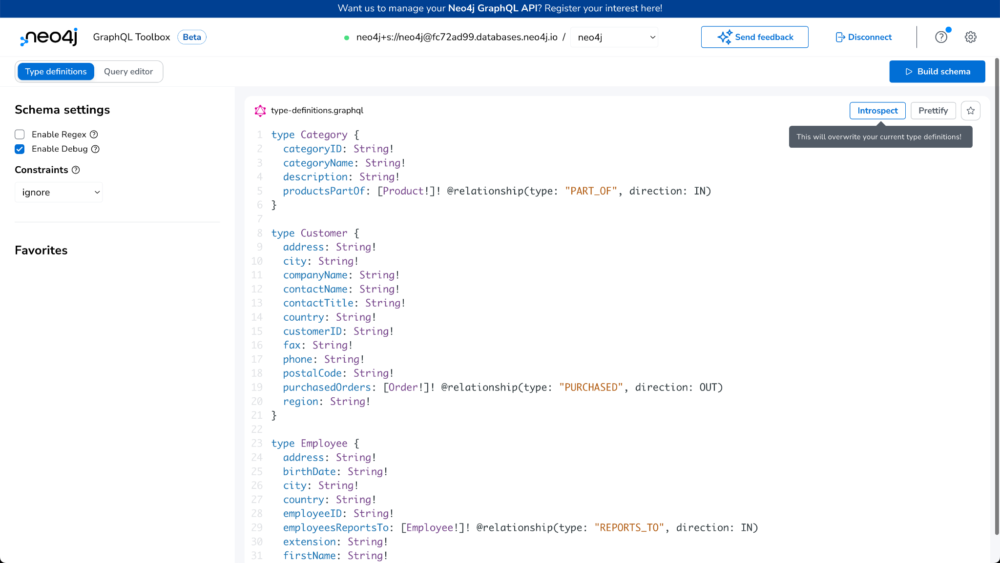 Want us to manage your Neo4j GraphQL API? Register your interest here!
neo4j GraphQL Toolbox Beta neo4j+s://neo4j@fc72ad99.databases.neo4j.io / neo4j Send feedback Disconnect
Type definitions Query editor Build schema
Schema settings
Enable Regex
Enable Debug
Constraints
ignore
Favorites
type-definitions.graphql Introspect Prettify
This will overwrite your current type definitions!
1 type Category {
2 categoryID: String!
3 categoryName: String!
4 description: String!
5 productsPartOf: [Product!]! @relationship(type: "PART_OF", direction: IN)
6 }
7
8 type Customer {
9 address: String!
10 city: String!
11 companyName: String!
12 contactName: String!
13 contactTitle: String!
14 country: String!
15 customerID: String!
16 fax: String!
17 phone: String!
18 postalCode: String!
19 purchasedOrders: [Order!]! @relationship(type: "PURCHASED", direction: OUT)
20 region: String!
21 }
22
23 type Employee {
24 address: String!
25 birthDate: String!
26 city: String!
27 country: String!
28 employeeID: String!
29 employeesReportsTo: [Employee!]! @relationship(type: "REPORTS_TO", direction: IN)
30 extension: String!
31 firstName: String!